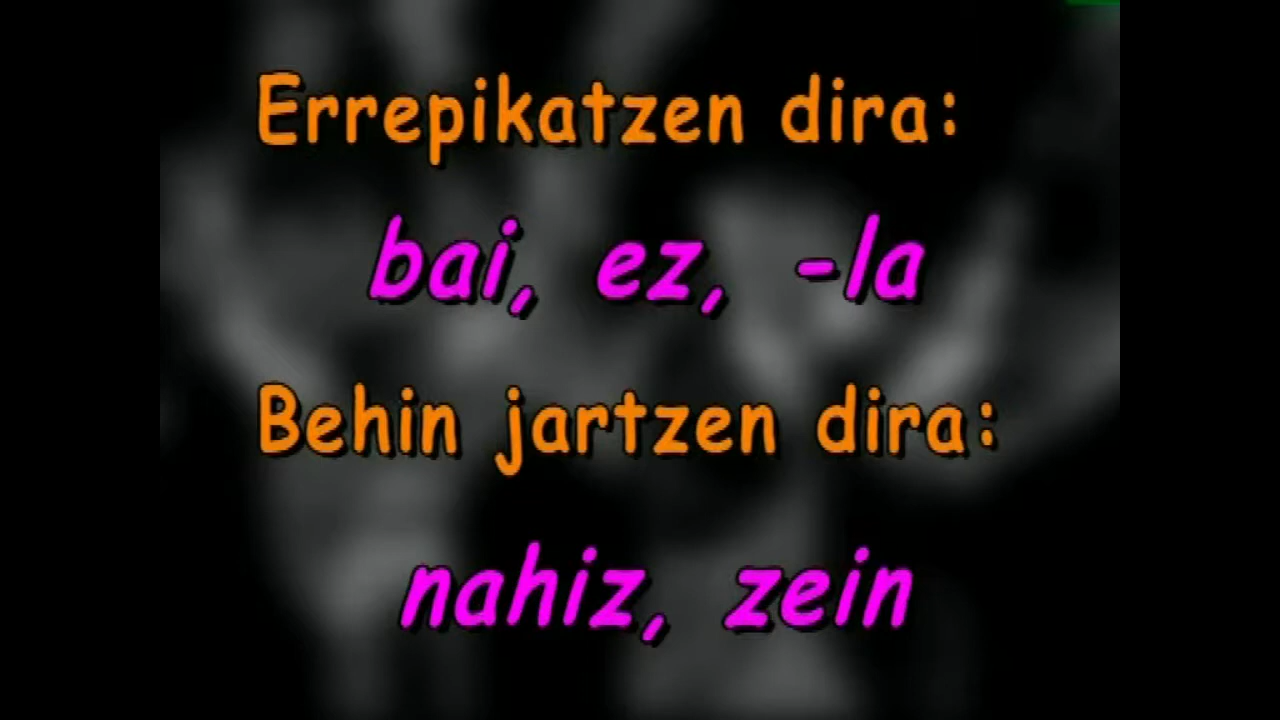 Errepikatzen dira:
bai, ez, -la
Behin jartzen dira:
nahiz, zein